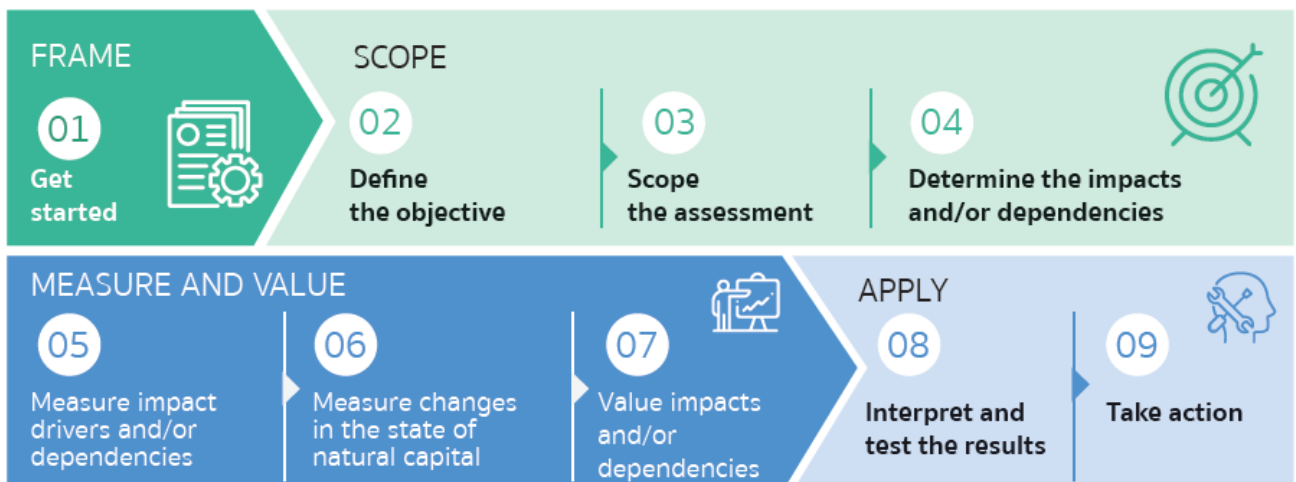 FRAME
01
Get
started
SCOPE
02
Define
the objective
03
Scope
the assessment
04
Determine the impacts
and/or dependencies
MEASURE AND VALUE
05
Measure impact
drivers and/or
dependencies
06
Measure changes
in the state of
natural capital
07
Value impacts
and/or
dependencies
APPLY
08
Interpret and
test the results
09
Take action